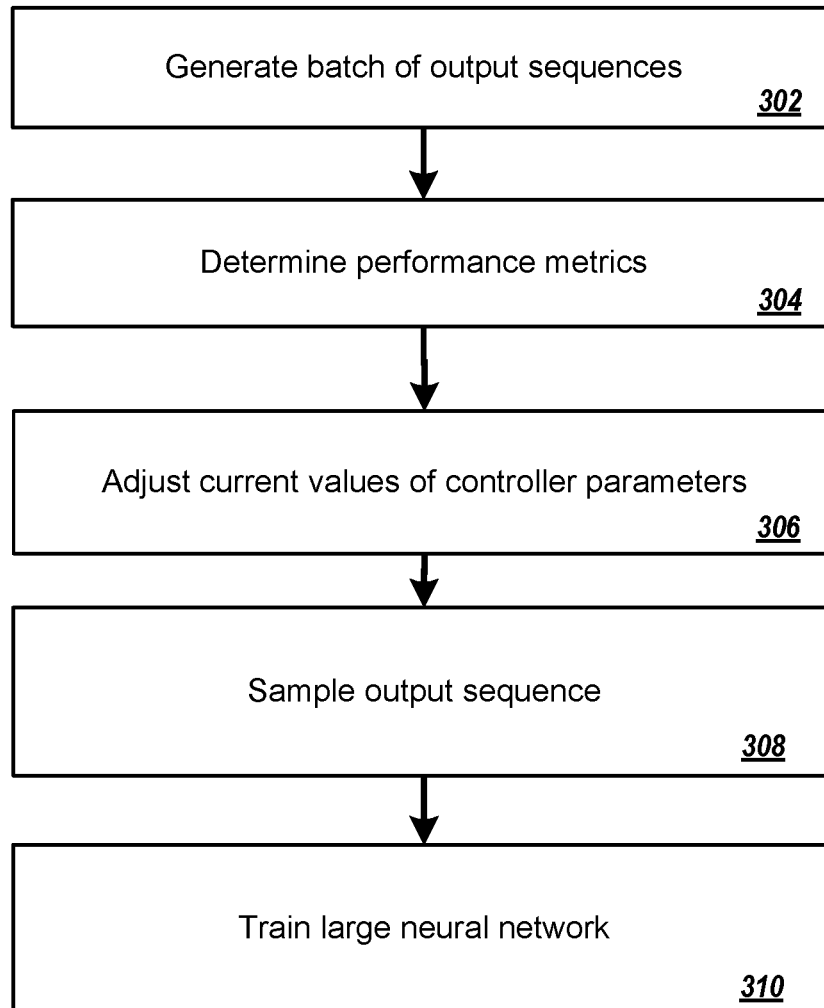 Generate batch of output sequences
302
Determine performance metrics
304
Adjust current values of controller parameters
306
Sample output sequence
308
Train large neural network
310